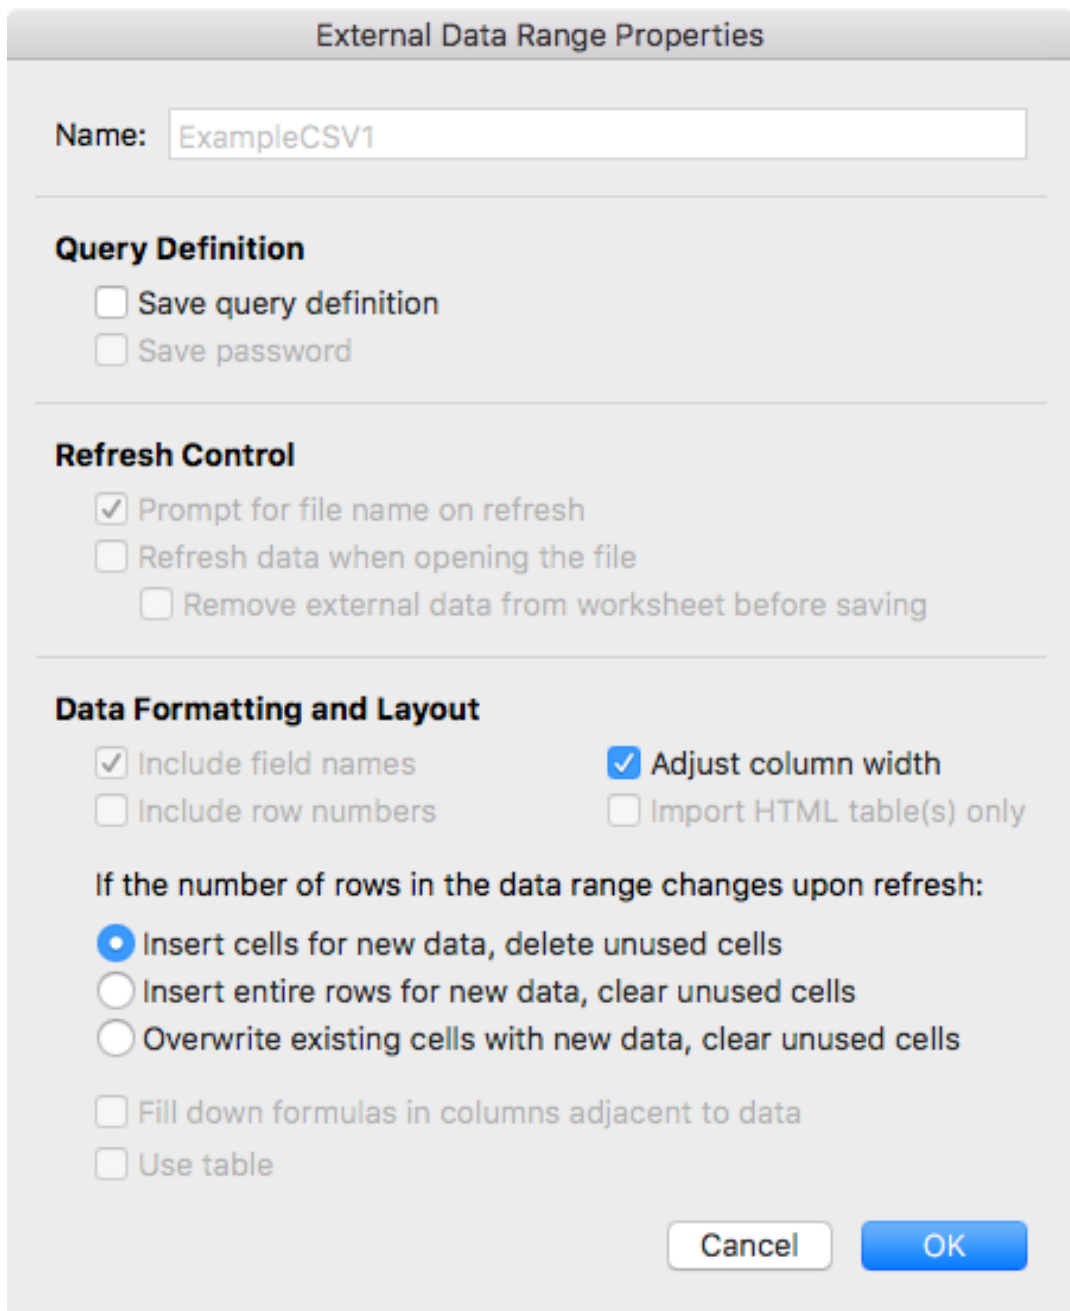 External Data Range Properties
Name: ExampleCSV1
Query Definition
Save query definition
Save password
Refresh Control
Prompt for file name on refresh
Refresh data when opening the file
Remove external data from worksheet before saving
Data Formatting and Layout
Include field names Adjust column width
Include row numbers Import HTML table(s) only
If the number of rows in the data range changes upon refresh:
Insert cells for new data, delete unused cells
Insert entire rows for new data, clear unused cells
Overwrite existing cells with new data, clear unused cells
Fill down formulas in columns adjacent to data
Use table
Cancel OK